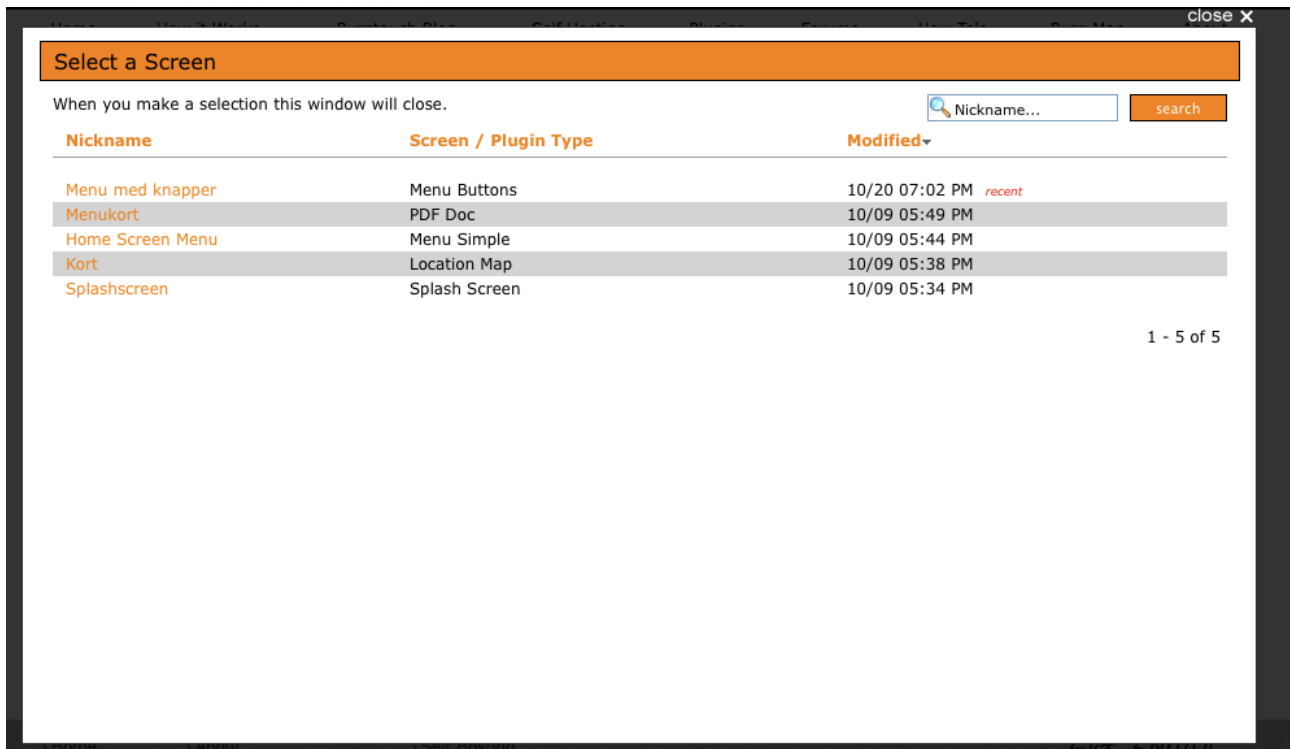 close X
Select a Screen
When you make a selection this window will close.
Nickname... search
Nickname Screen / Plugin Type Modified
Menu med knapper Menu Buttons 10/20 07:02 PM recent
Menukort PDF Doc 10/09 05:49 PM
Home Screen Menu Menu Simple 10/09 05:44 PM
Kort Location Map 10/09 05:38 PM
Splashscreen Splash Screen 10/09 05:34 PM
1 - 5 of 5